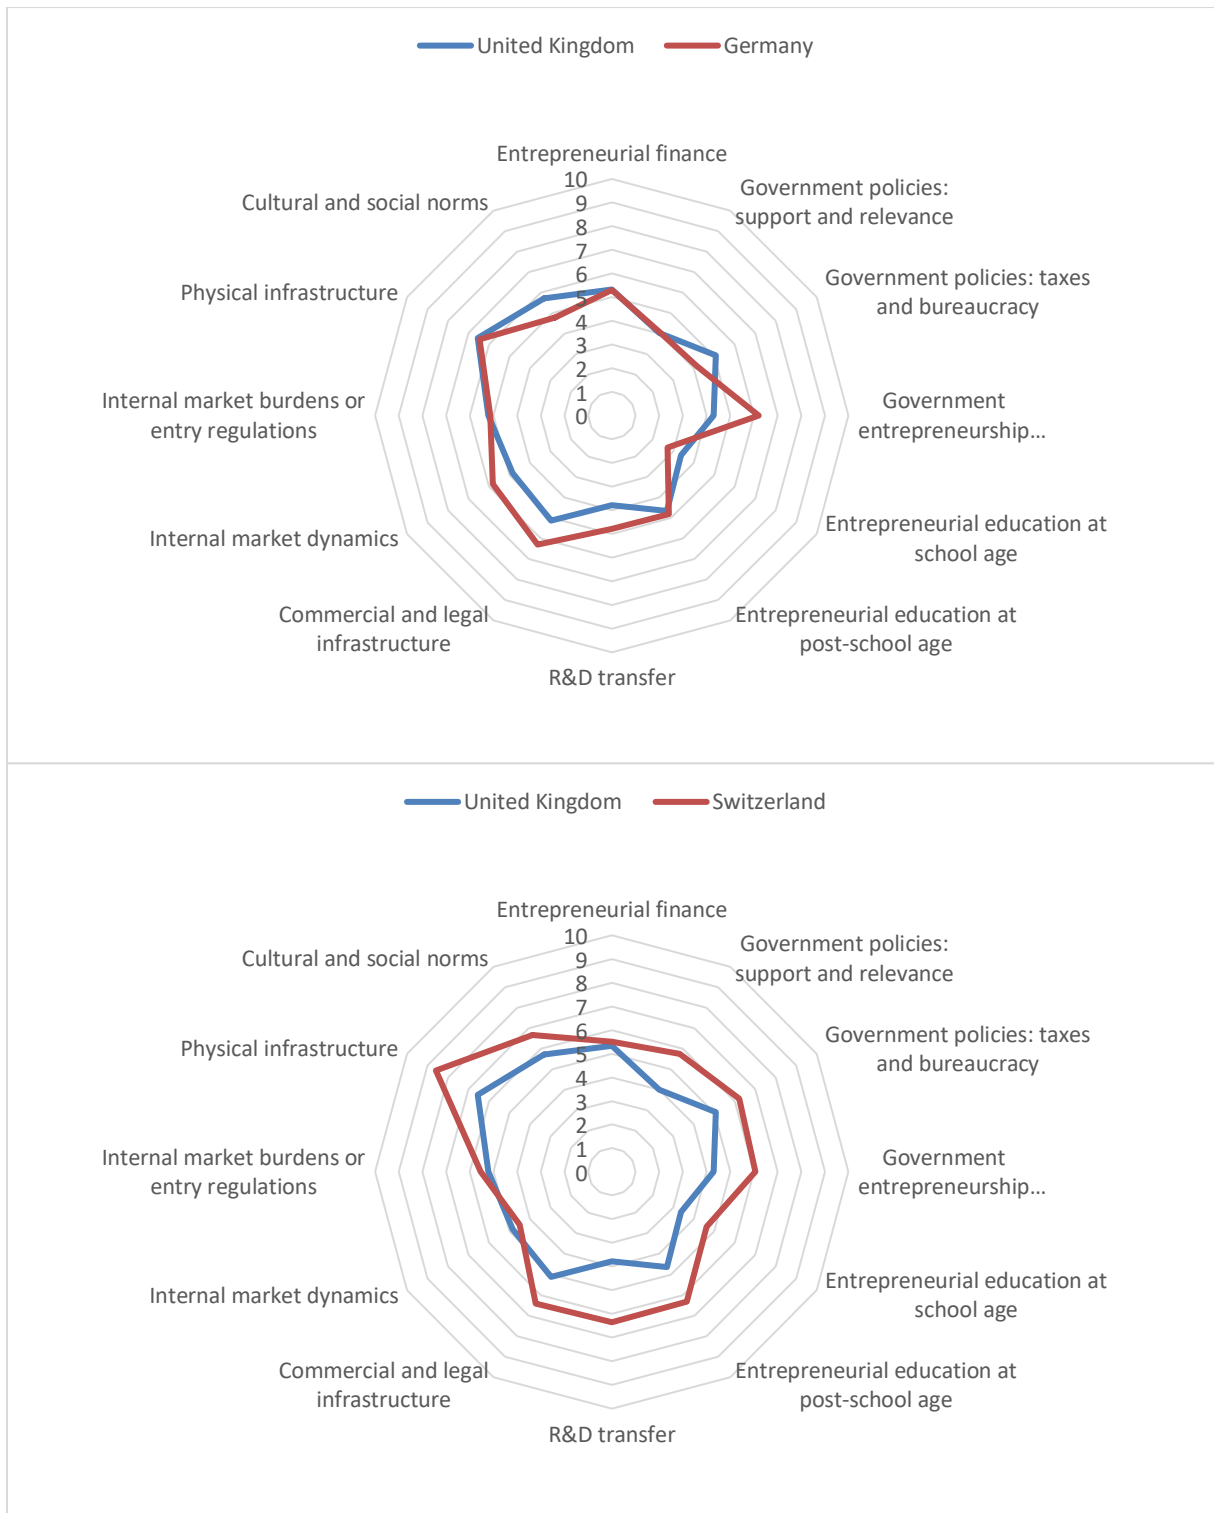 United Kingdom Germany
Entrepreneurial finance
Government policies:
support and relevance
Government policies: taxes
and bureaucracy
Government
entrepreneurship...
Entrepreneurial education at
school age
Entrepreneurial education at
post-school age
R&D transfer
Commercial and legal
infrastructure
Internal market dynamics
Internal market burdens or
entry regulations
Physical infrastructure
Cultural and social norms
10
9
8
7
6
5
4
3
2
1
0
United Kingdom Switzerland
Entrepreneurial finance
Government policies:
support and relevance
Government policies: taxes
and bureaucracy
Government
entrepreneurship...
Entrepreneurial education at
school age
Entrepreneurial education at
post-school age
R&D transfer
Commercial and legal
infrastructure
Internal market dynamics
Internal market burdens or
entry regulations
Physical infrastructure
Cultural and social norms
10
9
8
7
6
5
4
3
2
1
0